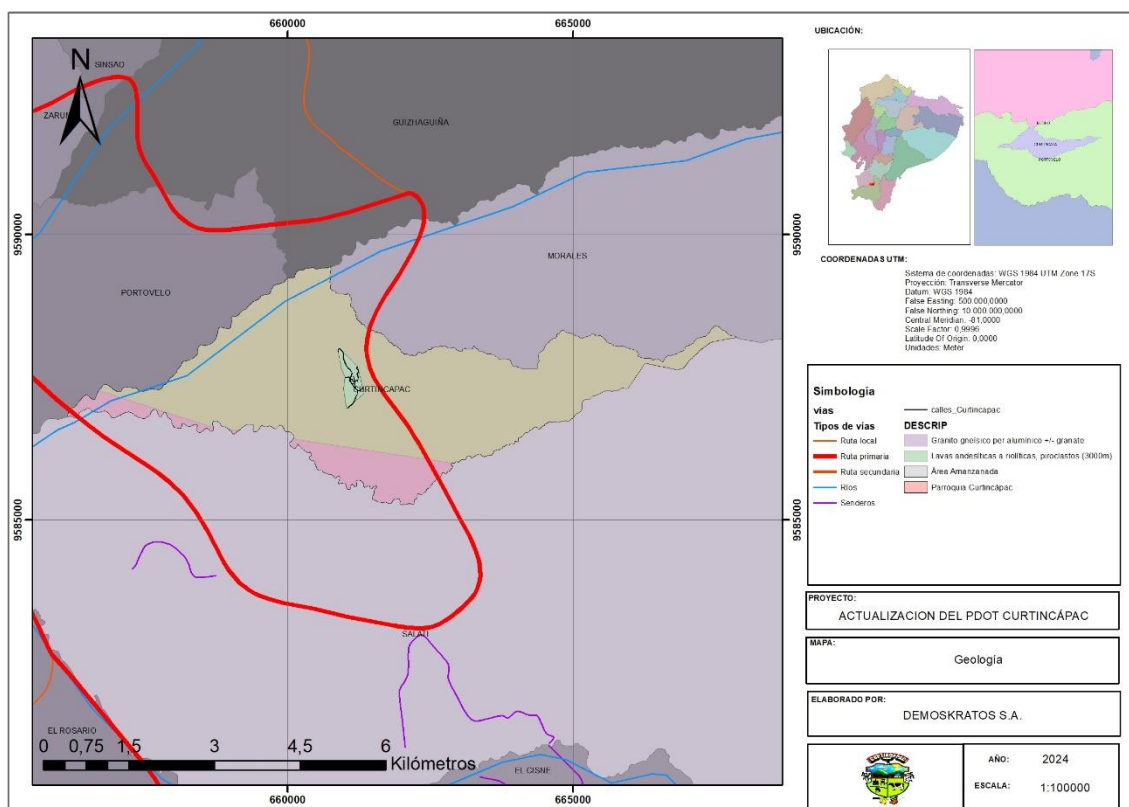 660000
665000
N
SINSAO
ZARUMA
GUIZHAGUIÑA
9590000
9590000
MORALES
PORTOVELO
CURTINCAPAC
9585000
9585000
SALATI
EL ROSARIO
EL CISNE
0 0,75 1,5 3 4,5 6
Kilómetros
660000
665000
UBICACIÓN:
PORTOVELO
COORDENADAS UTM:
Sistema de coordenadas: WGS 1984 UTM Zone 17S
Proyección: Transverse Mercator
Datum: WGS 1984
False Easting: 500.000,0000
False Northing: 10.000.000,0000
Central Meridian: -81,0000
Scale Factor: 0,9996
Latitude Of Origin: 0,0000
Unidades: Meter
Simbología
vías
Tipos de vías
Ruta local
Ruta primaria
Ruta secundaria
Ríos
Senderos
calles_Curtincapac
DESCRIP
Granito gnéisico per alumínico +/- granate
Lavas andesíticas a riolíticas, piroclastos (3000m)
Área Amanzanada
Parroquia Curtincápac
PROYECTO:
ACTUALIZACION DEL PDOT CURTINCÁPAC
MAPA:
Geología
ELABORADO POR:
DEMOSKRATOS S.A.
AÑO: 2024
ESCALA: 1:100000